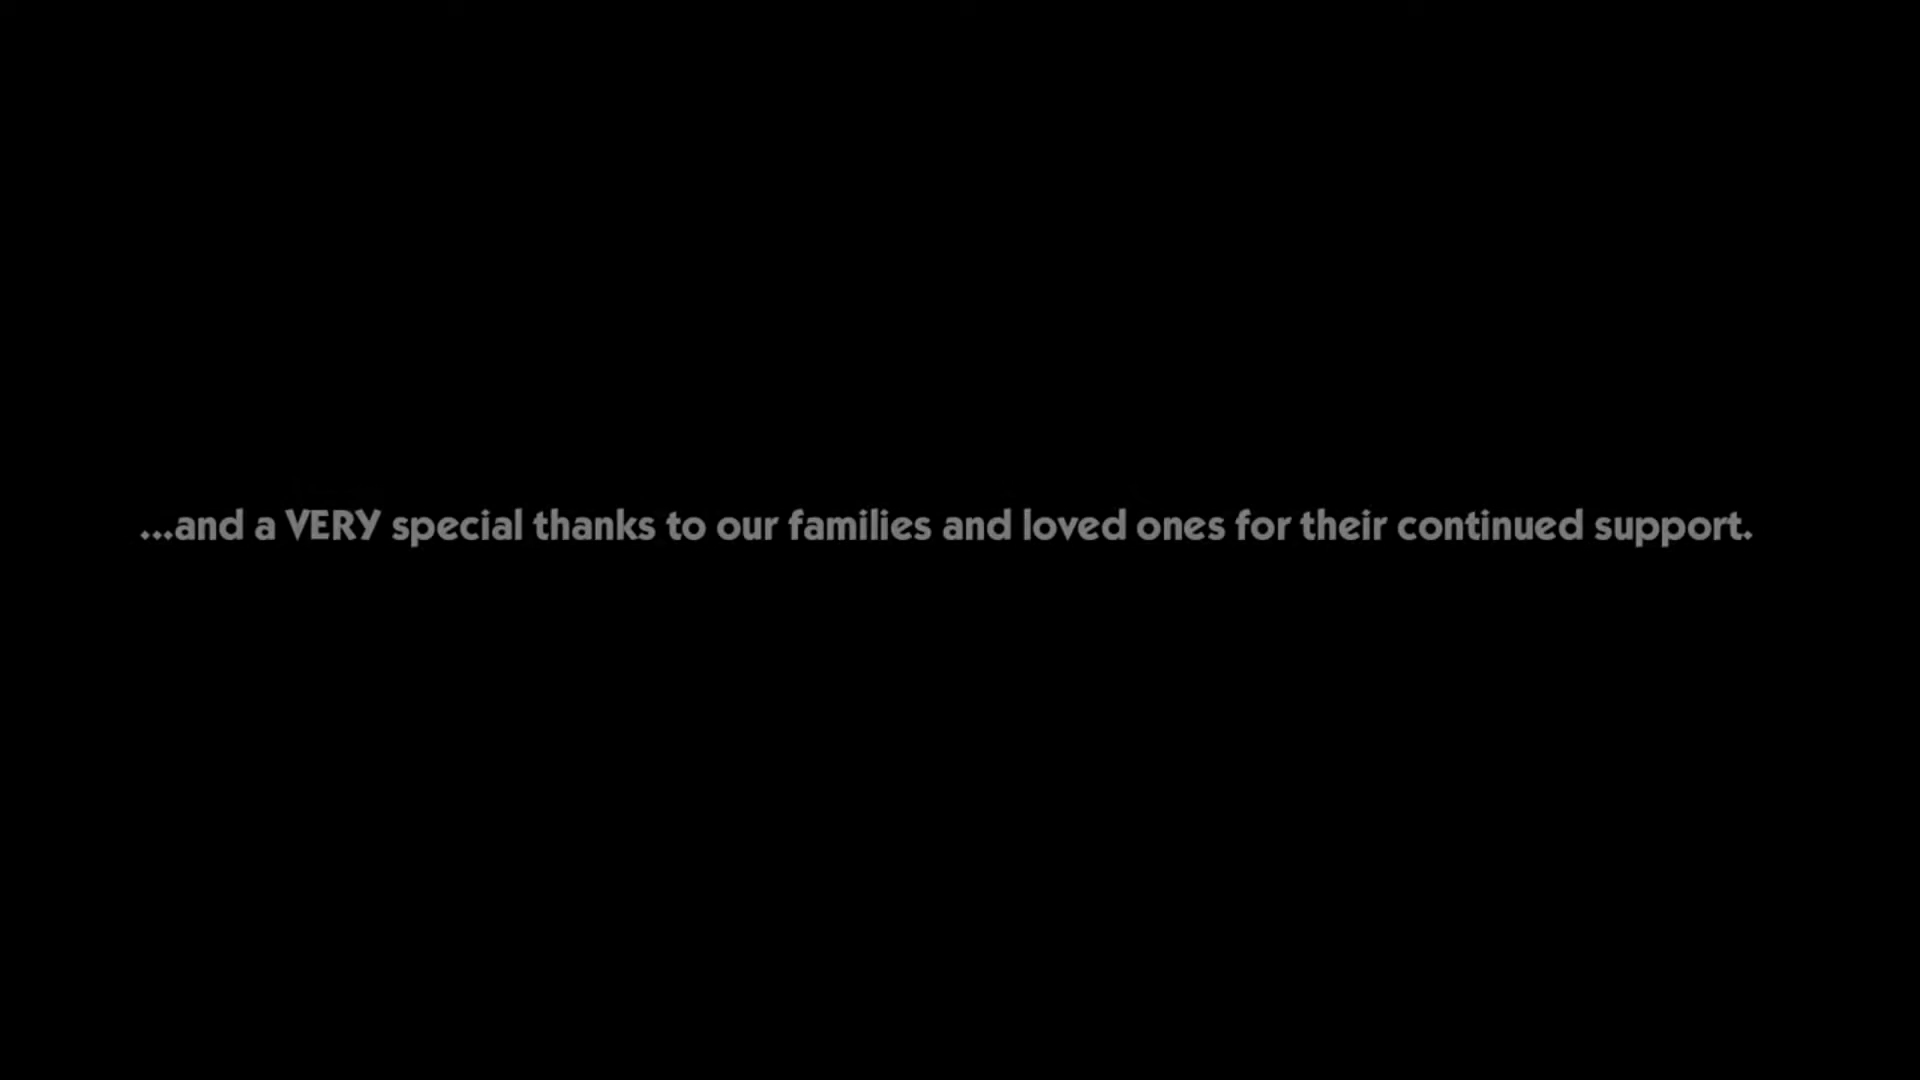 ...and a VERY special thanks to our families and loved ones for their continued support.